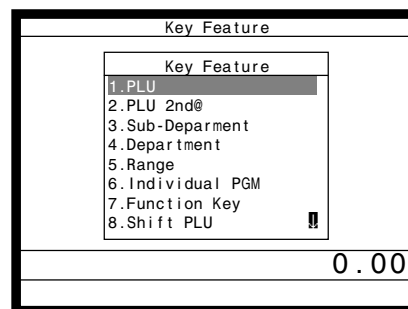 Key Feature
Key Feature
1.PLU
2.PLU 2nd@
3.Sub-Deparment
4.Department
5.Range
6.Individual PGM
7.Function Key
8.Shift PLU
0.00